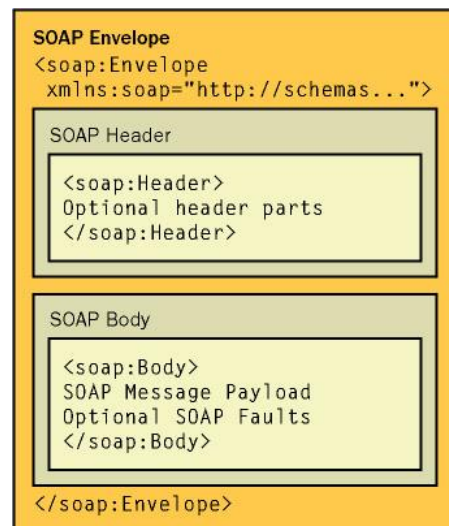 SOAP Envelope
<soap:Envelope
xmlns:soap="http://schemas...">
SOAP Header
<soap:Header>
Optional header parts
</soap:Header>
SOAP Body
<soap:Body>
SOAP Message Payload
Optional SOAP Faults
</soap:Body>
</soap:Envelope>